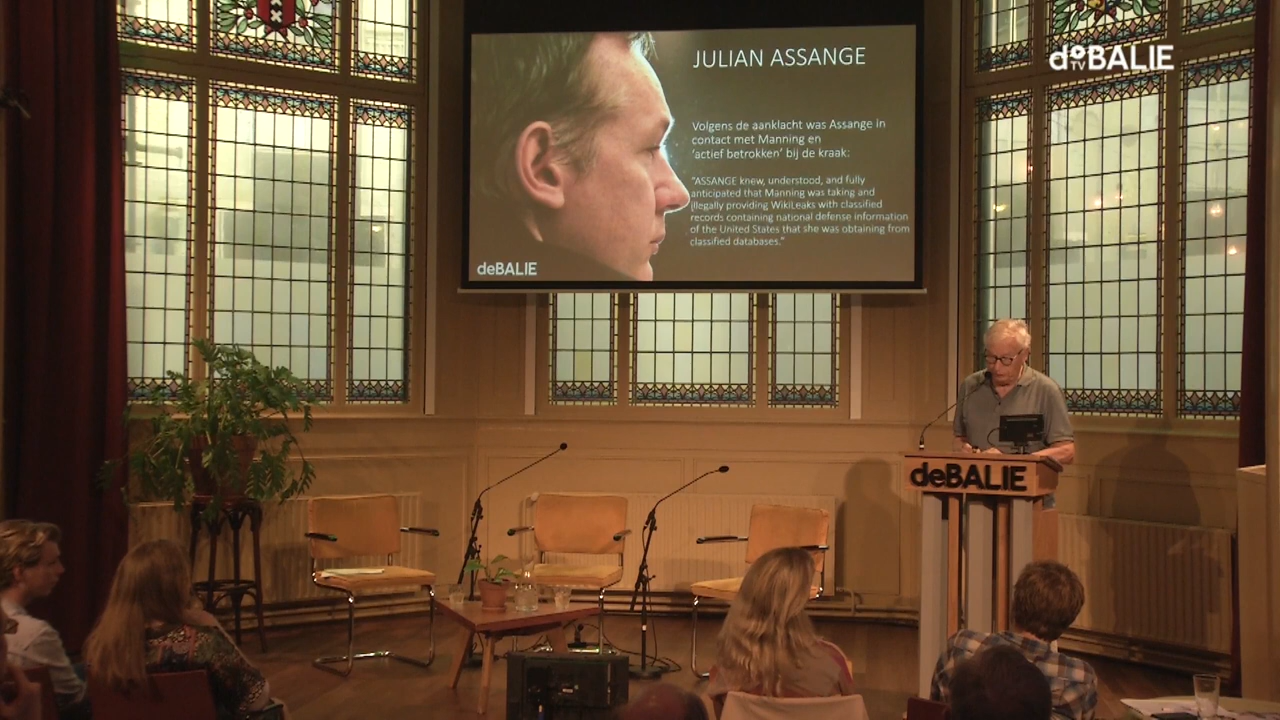 JULIAN ASSANGE
Volgens de aanklacht was Assange in
contact met Manning en
‘actief betrokken’ bij de kraak:
“ASSANGE knew, understood, and fully
anticipated that Manning was taking and
illegally providing WikiLeaks with classified
records containing national defense information
of the United States that she was obtaining from
classified databases.”
deBALIE
deBALIE TV
deBALIE